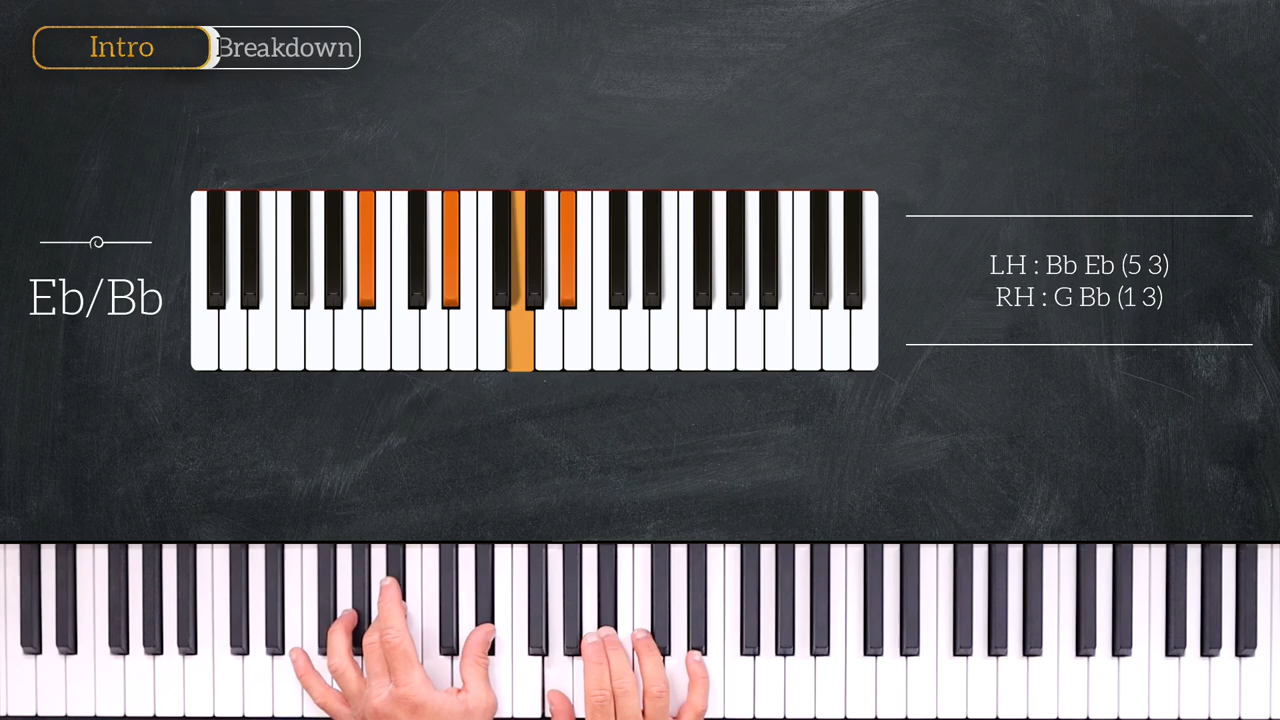 Intro
Breakdown
Eb/Bb
LH : Bb Eb (5 3)
RH : G Bb (1 3)